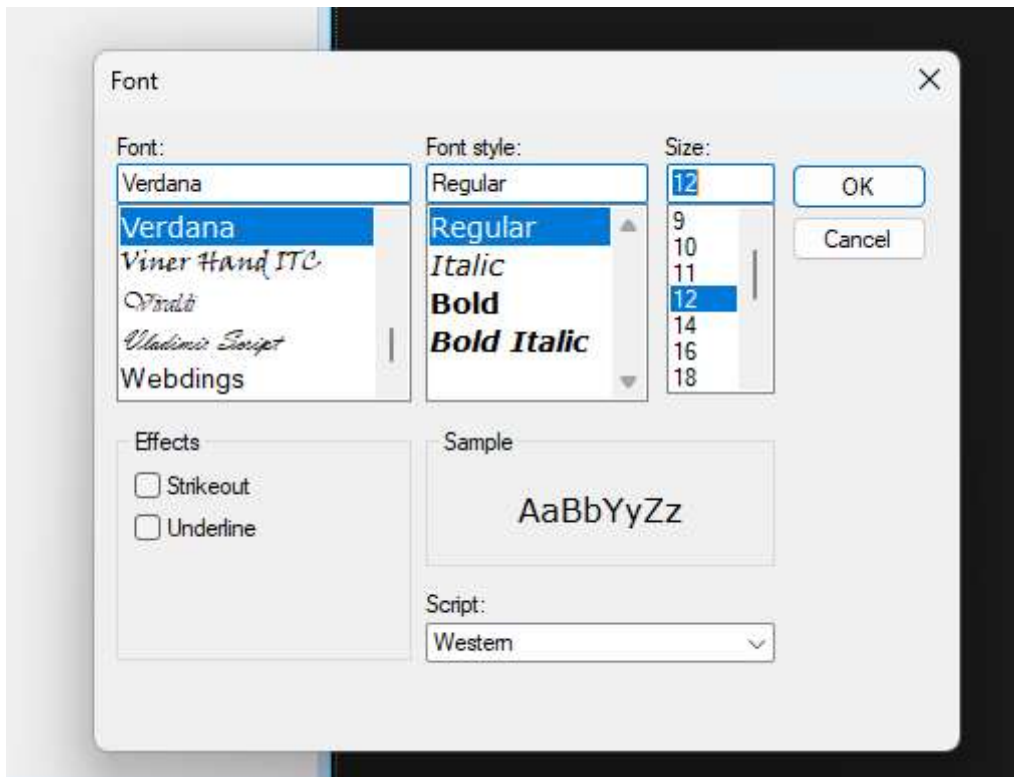 Font
Font:
Verdana
Verdana
Viner Hand ITC
Vivaldi
Vladimir Script
Webdings
Font style:
Regular
Regular
Italic
Bold
Bold Italic
Size:
12
9
10
11
12
14
16
18
OK
Cancel
Effects
Strikeout
Underline
Sample
AaBbYyZz
Script:
Western